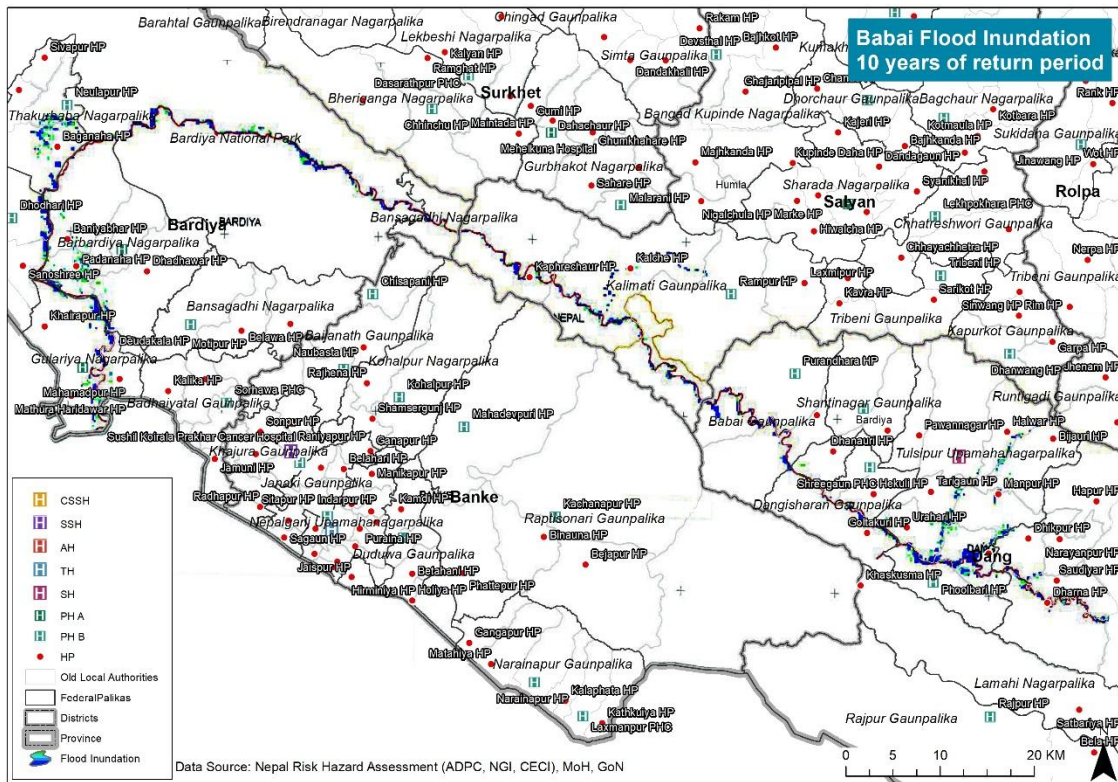 Babai Flood Inundation
10 years of return period
Barahtal Gaunpalika
Birendranagar Nagarpalika
Chingad Gaunpalika
Rakam HP
Sivapur HP
Lekbeshi Nagarpalika
Kalyan HP
Ramghat HP
Dasarathpur PHC
Simta Gaunpalika
Dandakhali HP
Devsthal HP
Bajhkot HP
Naulapur HP
Bheriganga Nagarpalika
Surkhet
Ghajaripipal HP
Dhorchaur Gaunpalika
Bagchaur Nagarpalika
Rank HP
Thakurbaba Nagarpalika
Chhinchu HP
Maintada HP
Gumi HP
Dahachaur HP
Bangad Kupinde Nagarpalika
Kotbara HP
Kotmaula HP
Baganaha HP
Bardiya National Park
Mehelkuna Hospital
Ghumkhahare HP
Kajeri HP
Bajhkanda HP
Sukidana Gaunpalika
Gurbhakot Nagarpalika
Majhkanda HP
Kupinde Daha HP
Dandagaun HP
Jinawang HP
Wot HP
Sahare HP
Humla
Sharada Nagarpalika
Syanikhal HP
Rolpa
Dhodhari HP
Malarani HP
Nigalchula HP
Marke HP
Salyan
Lekhpokhara PHC
Bardiya
BARDIYA
Bansagadhi Nagarpalika
Hiwalcha HP
Chhatreshwori Gaunpalika
Baniyabhar HP
Barbardiya Nagarpalika
Chhayachhetra HP
Nerpa HP
Sanoshree HP
Padanaha HP
Dhadhawar HP
Kaphrechaur HP
Kalche HP
Laxmipur HP
Tribeni HP
Tribeni Gaunpalika
Chisapani HP
Kalimati Gaunpalika
Rampur HP
Kavra HP
Sarikot HP
Sinwang HP
Rim HP
Bansagadhi Nagarpalika
NEPAL
Tribeni Gaunpalika
Khairapur HP
Kapurkot Gaunpalika
Deudakala HP
Motipur HP
Belawa HP
Baijanath Gaunpalika
Naubasta HP
Kohalpur Nagarpalika
Garpa HP
Gulariya Nagarpalika
Rajhena HP
Purandhara HP
Dhanwang HP
Jhenam HP
Mahamadpur HP
Kalika HP
Sorhawa PHC
Kohalpur HP
Mathura Haridawar HP
Badhaiyatal Gaunpalika
Shamsergunj HP
Mahadevpuri HP
Shantinagar Gaunpalika
Runtigadi Gaunpalika
Sonpur HP
Babai Gaunpalika
Bardiya
Pawannagar HP
Halwar HP
Sushil Koirala Prakhar Cancer Hospital
Raniyapur HP
Ganapur HP
Dhanauri HP
Bijauri HP
Khajura Gaunpalika
Belahari HP
Tulsipur Upamahanagarpalika
Jamuni HP
Manikapur HP
Janaki Gaunpalika
Shreegaun PHC
Hekuli HP
Tarigaun HP
Manpur HP
Hapur HP
Radhapur HP
Sitapur HP
Indarpur HP
Kamdi HP
Banke
Kachanapur HP
Dangisharan Gaunpalika
Raptisonari Gaunpalika
Nepalganj Upamahanagarpalika
Goltakuri HP
Urahari HP
Dhikpur HP
Sagaun HP
Puraina HP
Binauna HP
Narayanpur HP
Duduwa Gaunpalika
Bajapur HP
Dang
Jaispur HP
Betahani HP
Saudiyar HP
Hirminiya HP
Holiya HP
Phattepur HP
Khaskusma HP
Phoolbari HP
Dharna HP
Gangapur HP
Matahiya HP
Narainapur Gaunpalika
Lamahi Nagarpalika
Narainapur HP
Kalaphata HP
Rajpur HP
Kathkuiya HP
Rajpur Gaunpalika
Satbariya HP
Laxmanpur PHC
Bela HP
CSSH
SSH
AH
TH
SH
PH A
PH B
HP
Old Local Authorities
FederalPalikas
Districts
Province
Flood Inundation
Data Source: Nepal Risk Hazard Assessment (ADPC, NGI, CECI), MoH, GoN
0 5 10 20 KM